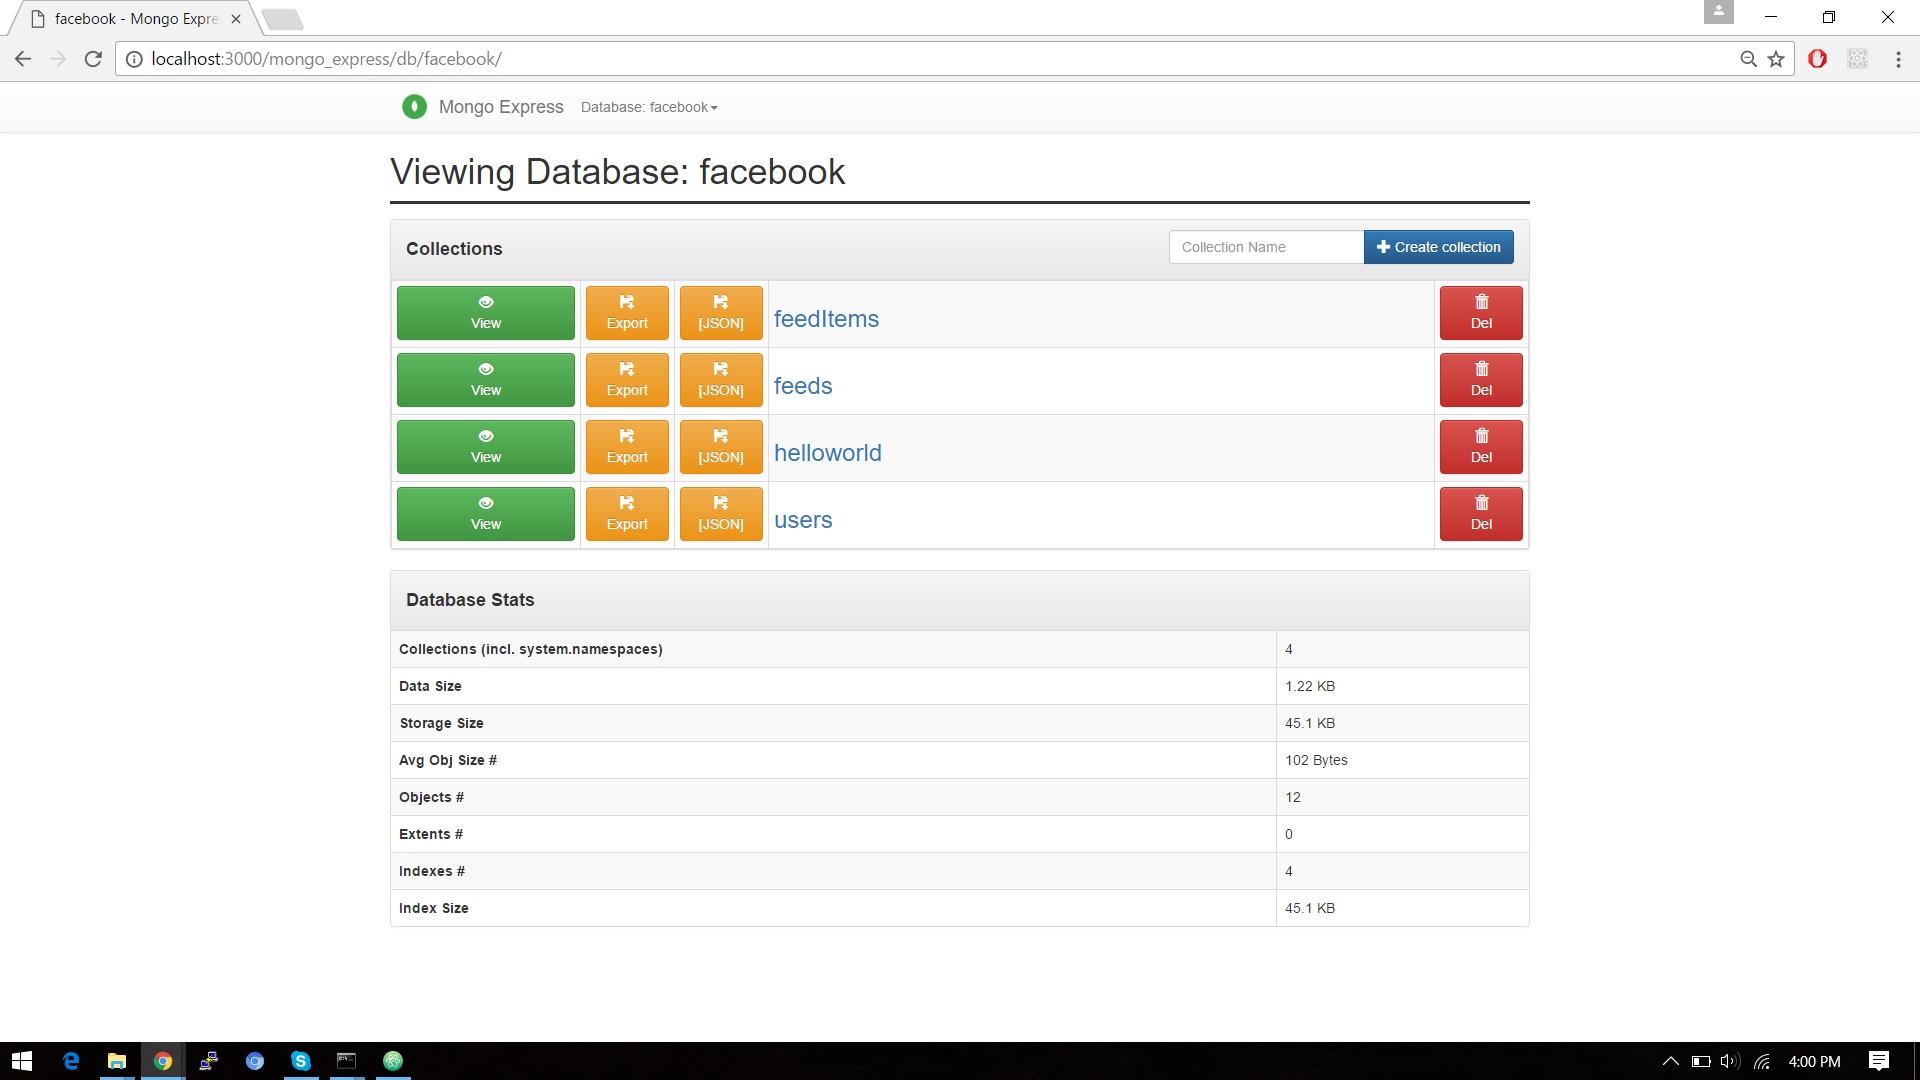 facebook - Mongo Expre
localhost:3000/mongo_express/db/facebook/
Mongo Express Database: facebook
Viewing Database: facebook
Collections Collection Name Create collection
View Export [JSON] feedItems Del
View Export [JSON] feeds Del
View Export [JSON] helloworld Del
View Export [JSON] users Del
Database Stats
Collections (incl. system.namespaces) 4
Data Size 1.22 KB
Storage Size 45.1 KB
Avg Obj Size # 102 Bytes
Objects # 12
Extents # 0
Indexes # 4
Index Size 45.1 KB
4:00 PM